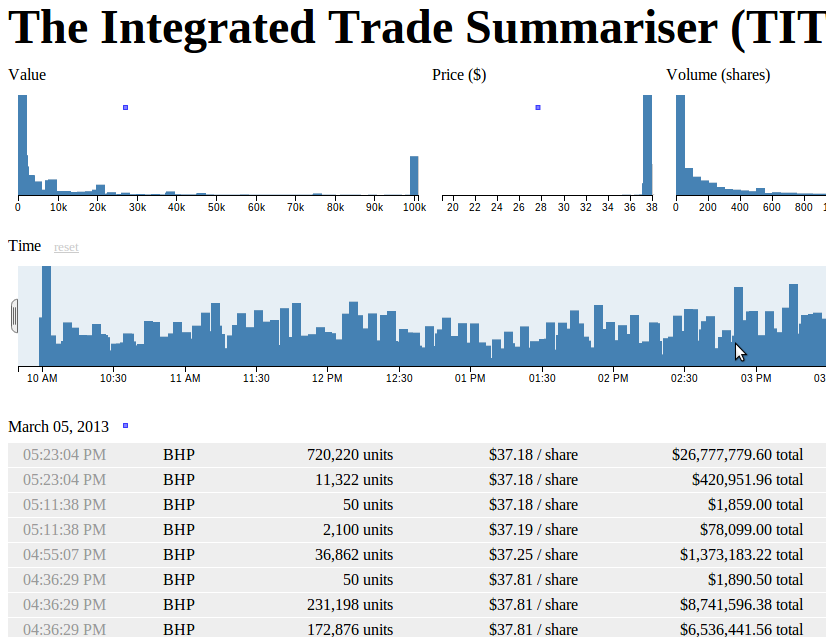 The Integrated Trade Summariser (TIT
Value
Price ($)
Volume (shares)
0 10k 20k 30k 40k 50k 60k 70k 80k 90k 100k
20 22 24 26 28 30 32 34 36 38
0 200 400 600 800 1
Time reset
10 AM 10:30 11 AM 11:30 12 PM 12:30 01 PM 01:30 02 PM 02:30 03 PM 03
March 05, 2013
05:23:04 PM BHP 720,220 units $37.18 / share $26,777,779.60 total
05:23:04 PM BHP 11,322 units $37.18 / share $420,951.96 total
05:11:38 PM BHP 50 units $37.18 / share $1,859.00 total
05:11:38 PM BHP 2,100 units $37.19 / share $78,099.00 total
04:55:07 PM BHP 36,862 units $37.25 / share $1,373,183.22 total
04:36:29 PM BHP 50 units $37.81 / share $1,890.50 total
04:36:29 PM BHP 231,198 units $37.81 / share $8,741,596.38 total
04:36:29 PM BHP 172,876 units $37.81 / share $6,536,441.56 total